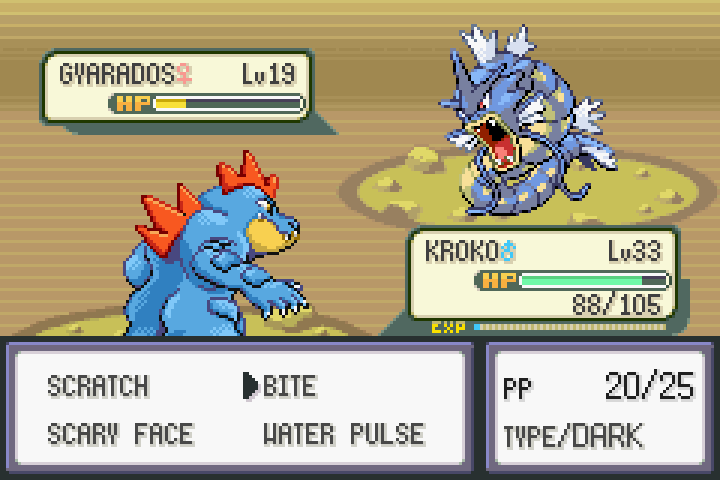 GYARADOS♀ Lv19
HP
KROKO♂ Lv33
HP
88/105
EXP
SCRATCH BITE
SCARY FACE WATER PULSE
PP 20/25
TYPE/DARK